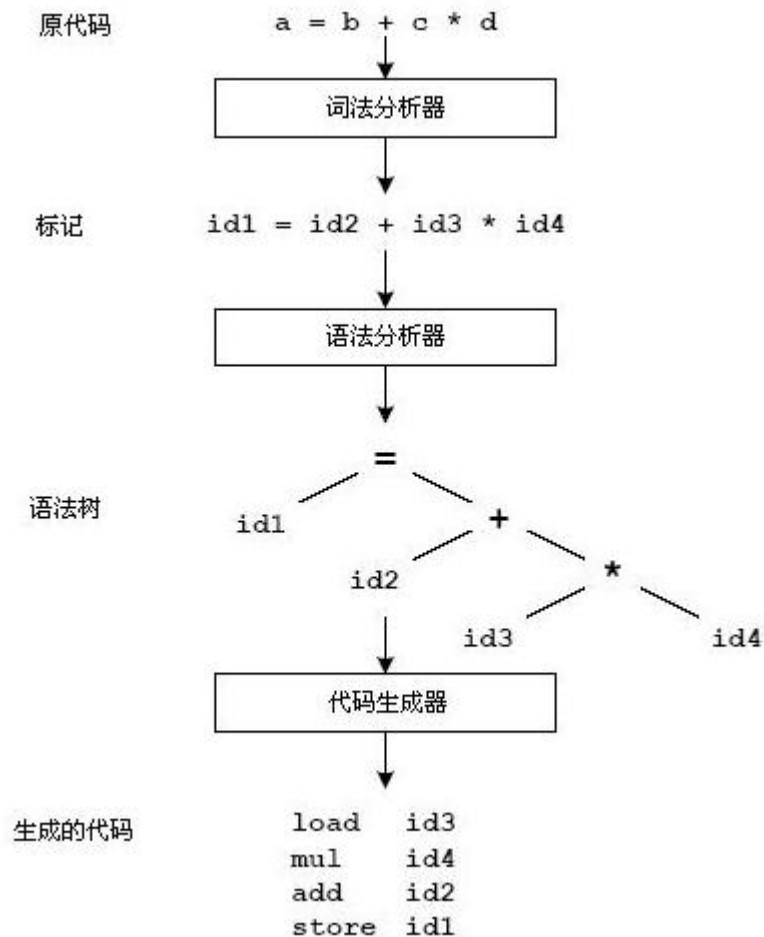 原代码 a = b + c * d
词法分析器
标记 id1 = id2 + id3 * id4
语法分析器
=
语法树
id1 +
id2 *
id3 id4
代码生成器
生成的代码
load id3
mul id4
add id2
store id1